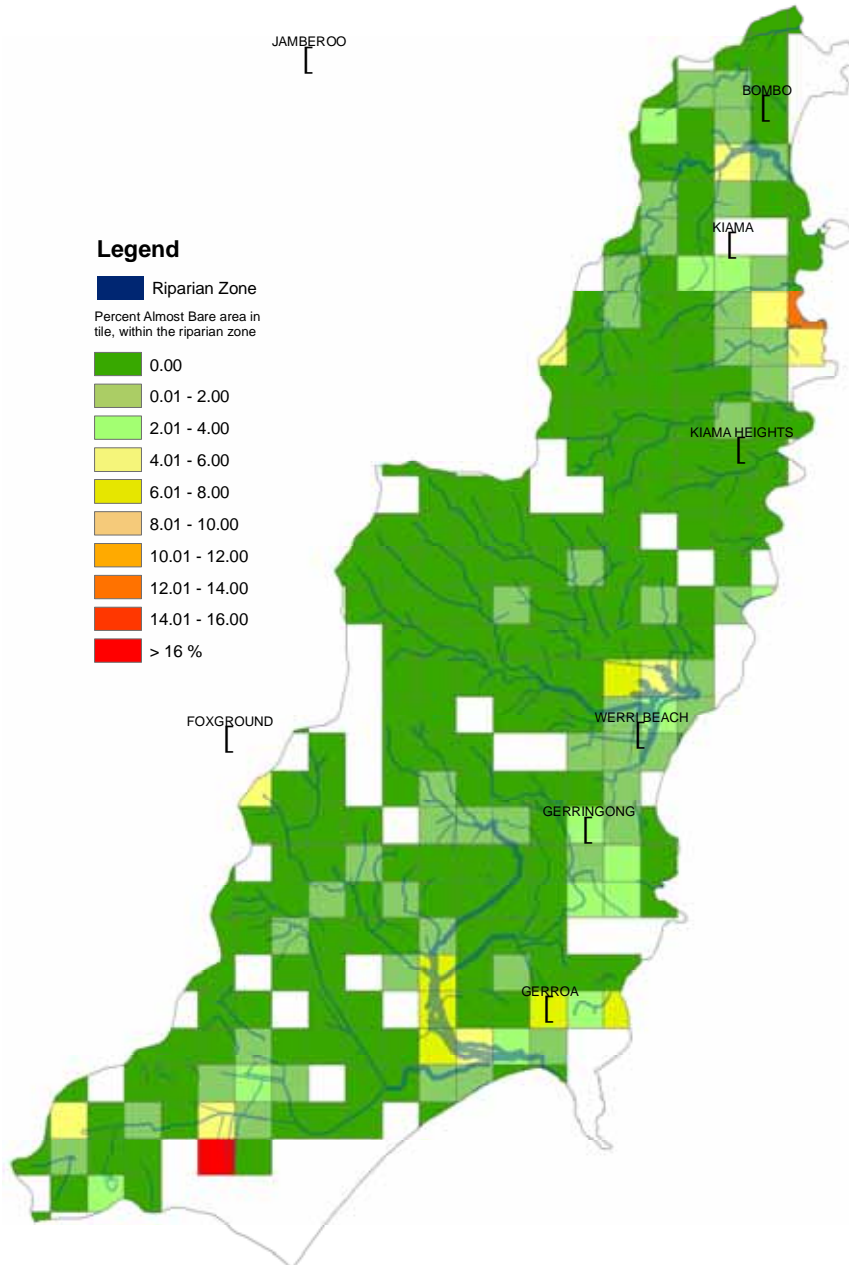 JAMBEROO
BOMBO
KIAMA
Legend
Riparian Zone
Percent Almost Bare area in
tile, within the riparian zone
0.00
0.01 - 2.00
2.01 - 4.00
4.01 - 6.00
6.01 - 8.00
8.01 - 10.00
10.01 - 12.00
12.01 - 14.00
14.01 - 16.00
> 16 %
KIAMA HEIGHTS
FOXGROUND
WERRI BEACH
GERRINGONG
GERROA